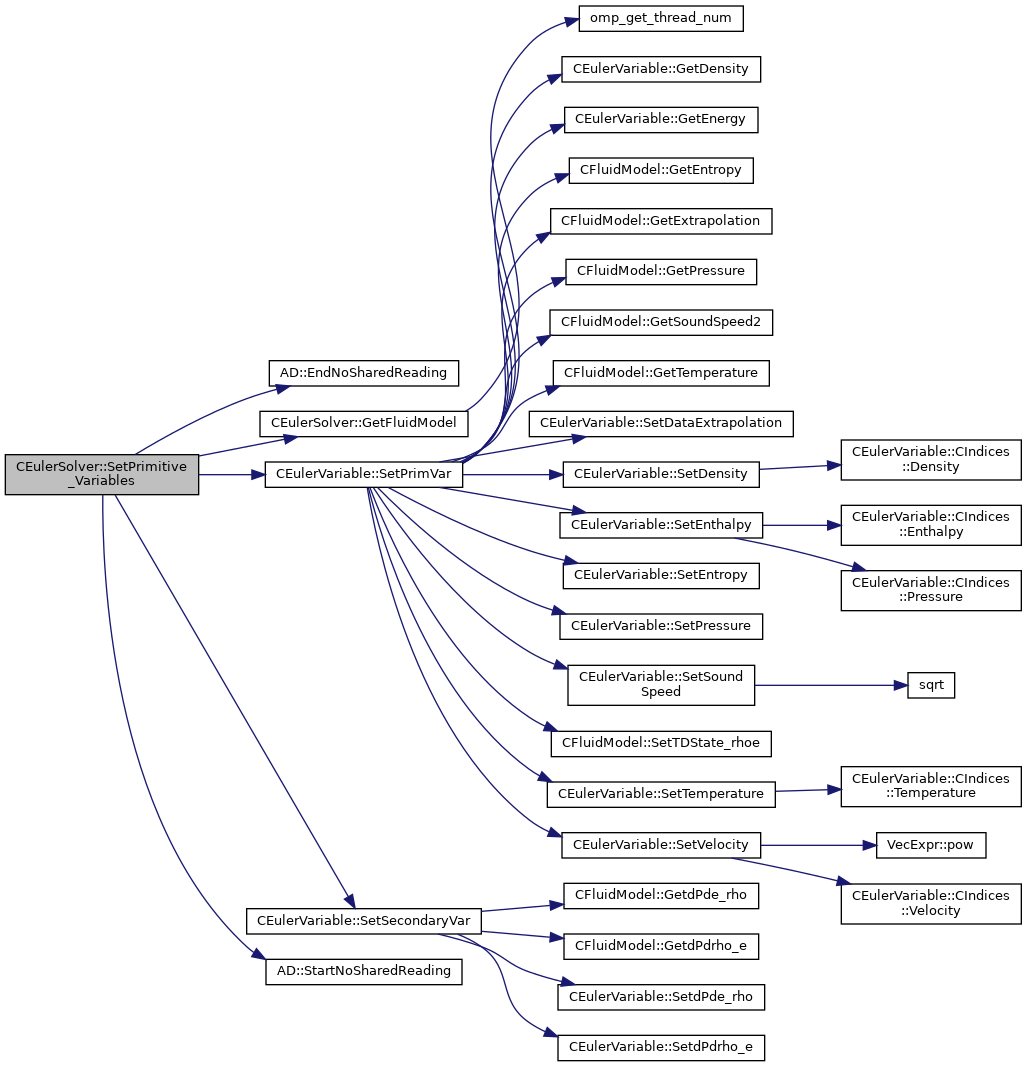 omp_get_thread_num
CEulerVariable::GetDensity
CEulerVariable::GetEnergy
CFluidModel::GetEntropy
CFluidModel::GetExtrapolation
CFluidModel::GetPressure
CFluidModel::GetSoundSpeed2
AD::EndNoSharedReading
CFluidModel::GetTemperature
CEulerSolver::GetFluidModel
CEulerVariable::SetDataExtrapolation
CEulerSolver::SetPrimitive
_Variables
CEulerVariable::SetPrimVar
CEulerVariable::SetDensity
CEulerVariable::CIndices
::Density
CEulerVariable::SetEnthalpy
CEulerVariable::CIndices
::Enthalpy
CEulerVariable::SetEntropy
CEulerVariable::CIndices
::Pressure
CEulerVariable::SetPressure
CEulerVariable::SetSound
Speed
sqrt
CFluidModel::SetTDState_rhoe
CEulerVariable::SetTemperature
CEulerVariable::CIndices
::Temperature
CEulerVariable::SetVelocity
VecExpr::pow
CEulerVariable::CIndices
::Velocity
CEulerVariable::SetSecondaryVar
CFluidModel::GetdPde_rho
CFluidModel::GetdPdrho_e
AD::StartNoSharedReading
CEulerVariable::SetdPde_rho
CEulerVariable::SetdPdrho_e